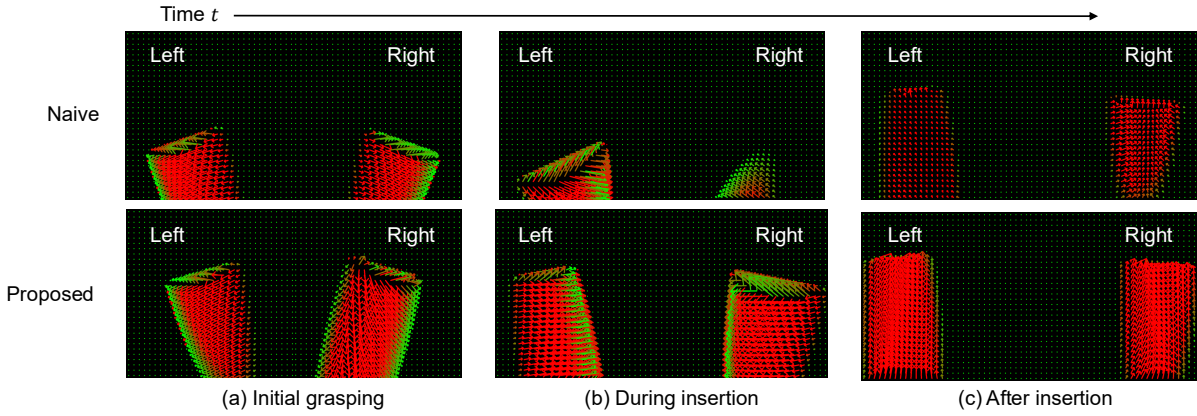 Time t
Left Right
Left Right
Left Right
Naive
Left Right
Left Right
Left Right
Proposed
(a) Initial grasping
(b) During insertion
(c) After insertion